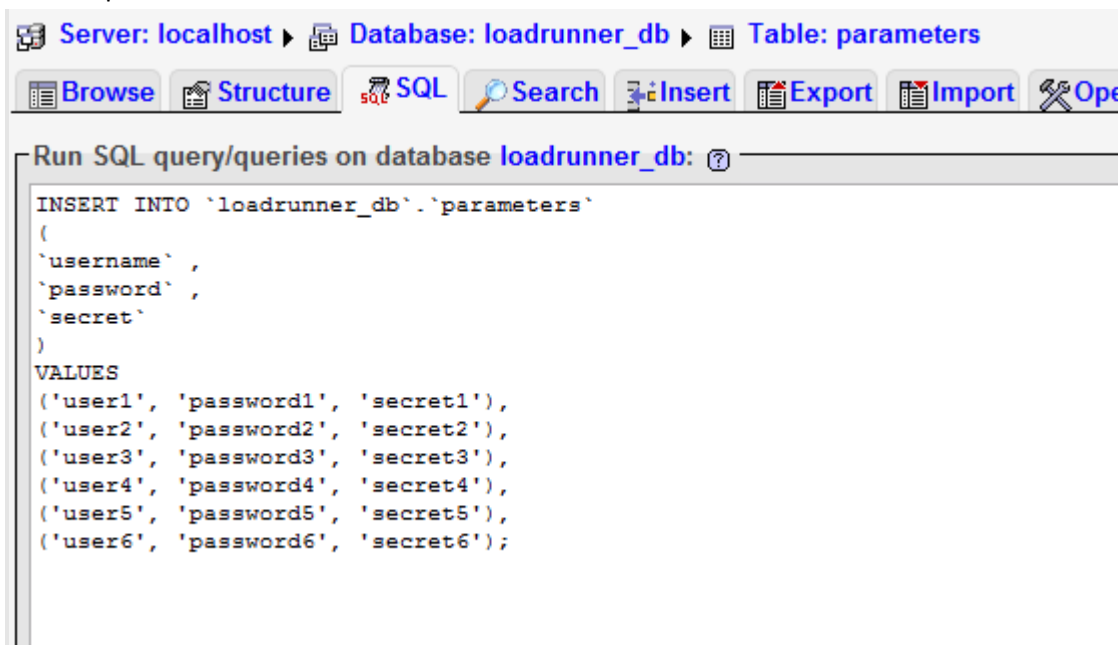 Server: localhost ▸ Database: loadrunner_db ▸ Table: parameters
Browse Structure SQL Search Insert Export Import Ope
Run SQL query/queries on database loadrunner_db:
INSERT INTO `loadrunner_db`.`parameters`
(
`username` ,
`password` ,
`secret`
)
VALUES
('user1', 'password1', 'secret1'),
('user2', 'password2', 'secret2'),
('user3', 'password3', 'secret3'),
('user4', 'password4', 'secret4'),
('user5', 'password5', 'secret5'),
('user6', 'password6', 'secret6');